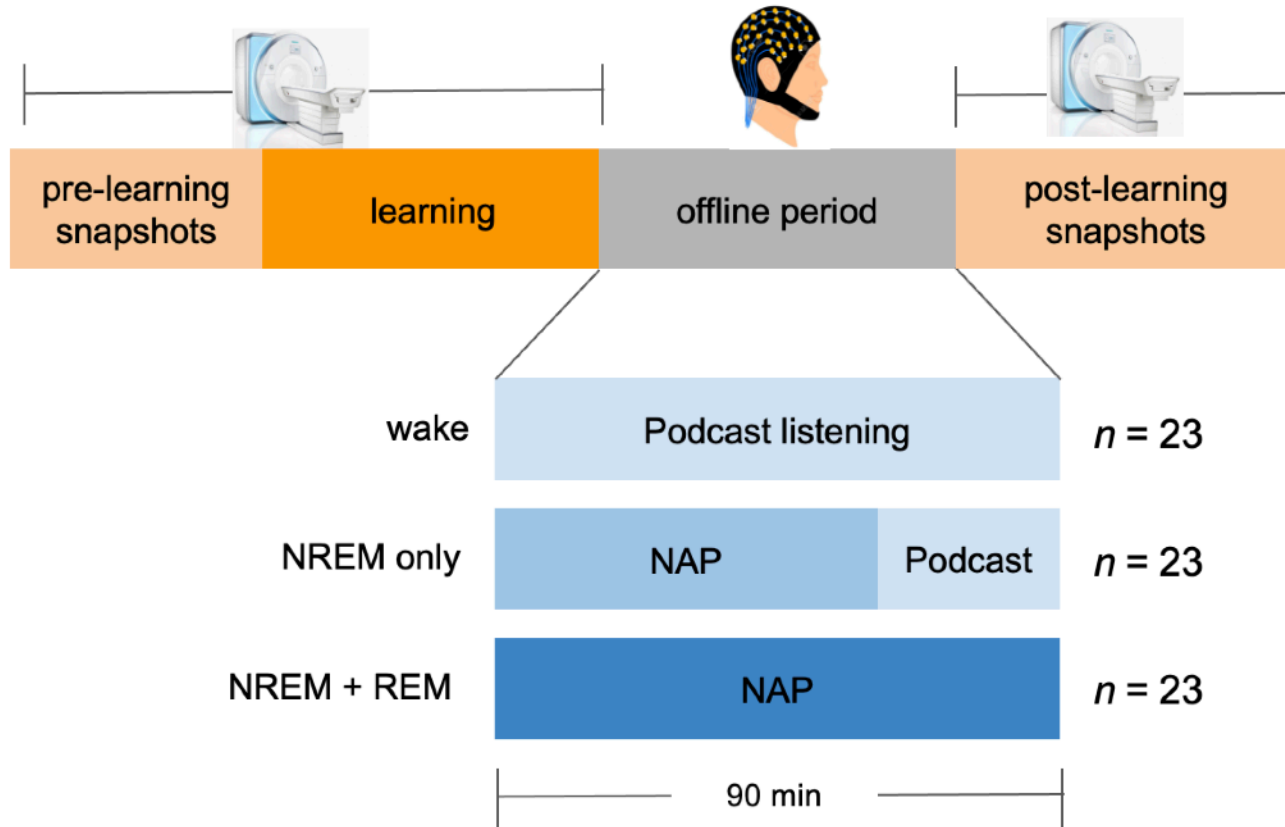 pre-learning
snapshots
learning
offline period
post-learning
snapshots
wake
Podcast listening
n = 23
NREM only
NAP
Podcast
n = 23
NREM + REM
NAP
n = 23
90 min